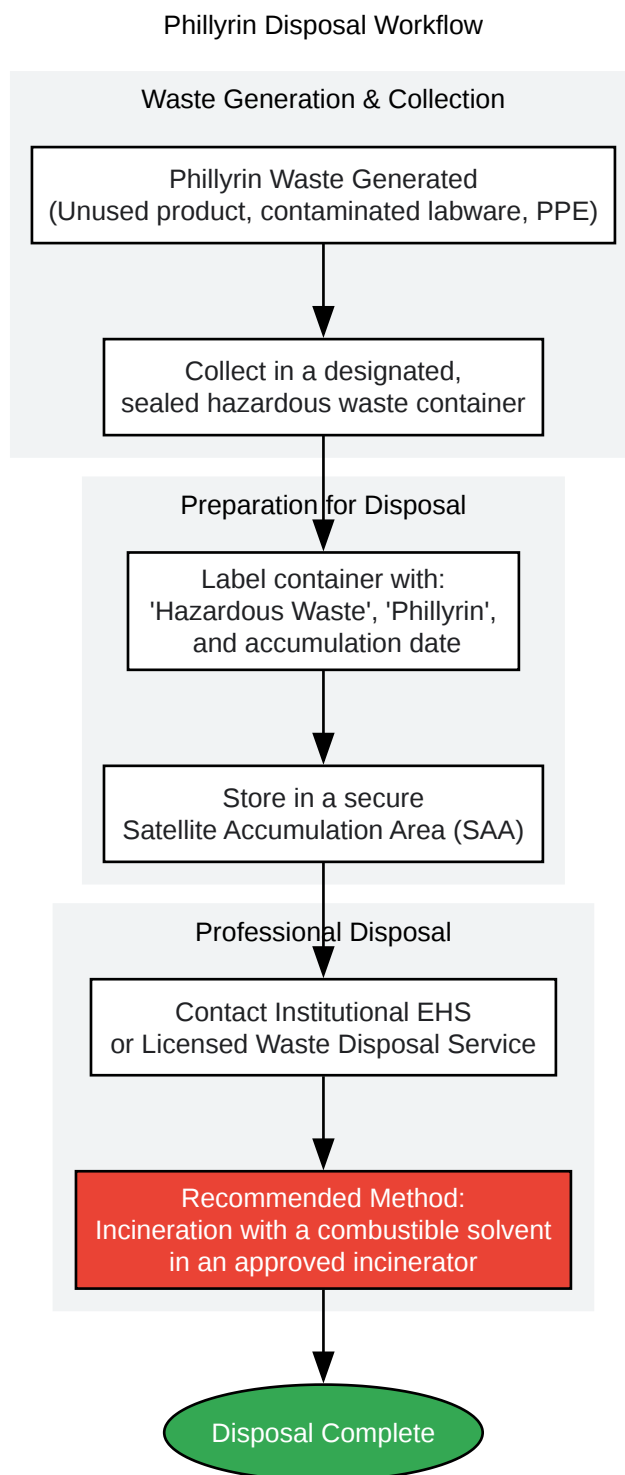 Phillyrin Disposal Workflow
Waste Generation & Collection
Phillyrin Waste Generated
(Unused product, contaminated labware, PPE)
Collect in a designated,
sealed hazardous waste container
Preparation for Disposal
Label container with:
'Hazardous Waste', 'Phillyrin',
and accumulation date
Store in a secure
Satellite Accumulation Area (SAA)
Professional Disposal
Contact Institutional EHS
or Licensed Waste Disposal Service
Recommended Method:
Incineration with a combustible solvent
in an approved incinerator
Disposal Complete